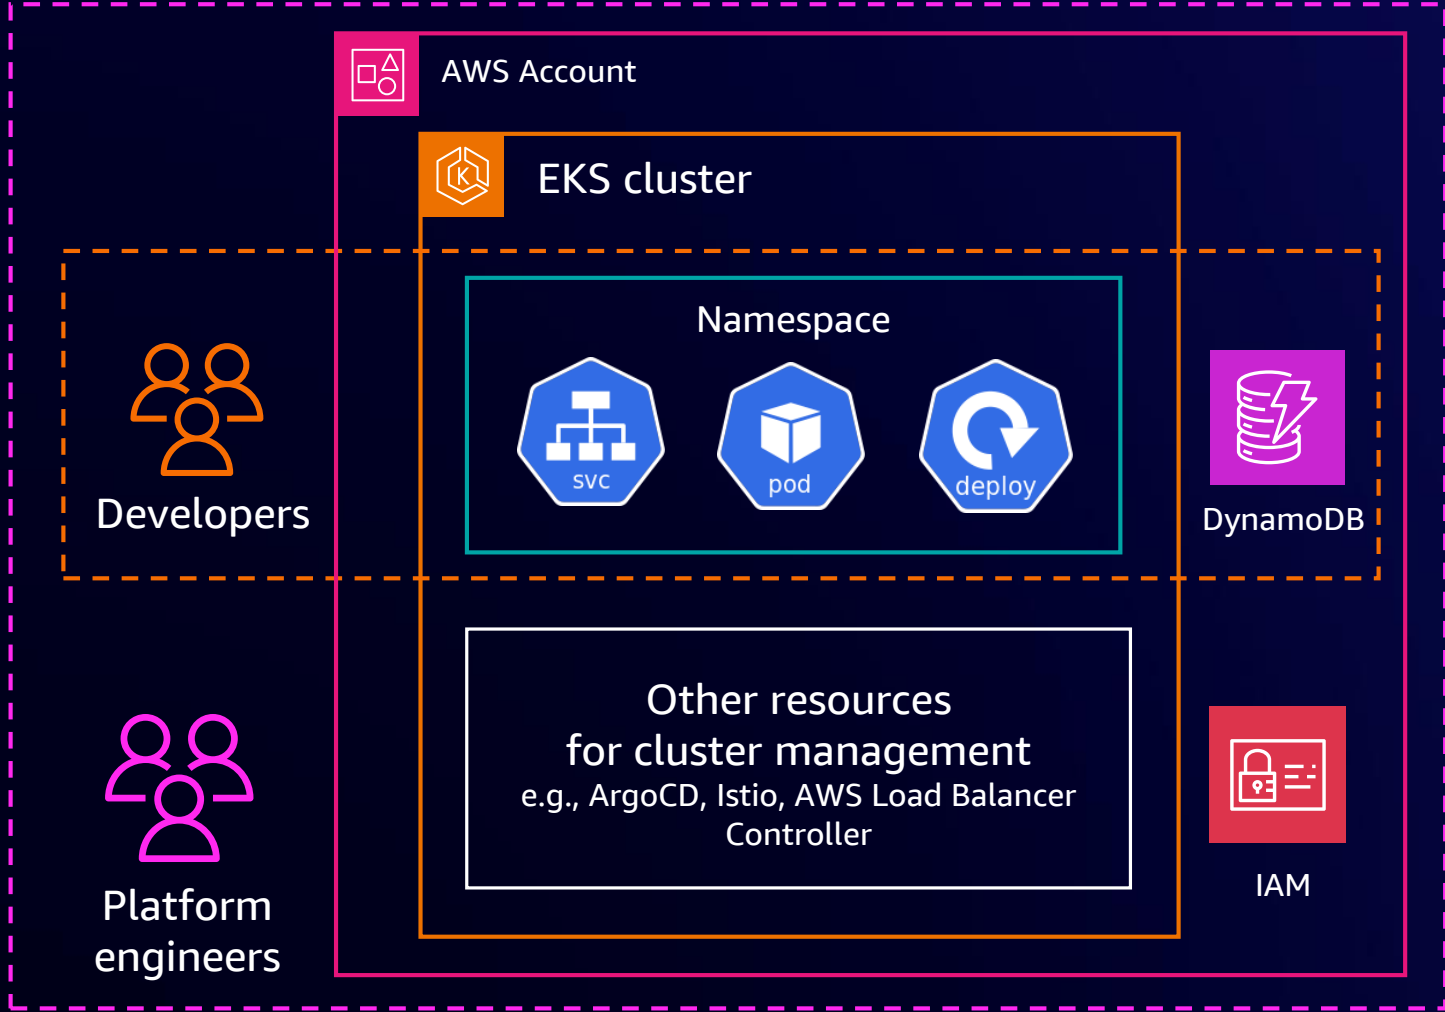 AWS Account
K
EKS cluster
Namespace
svc
pod
deploy
Developers
DynamoDB
Other resources
for cluster management
e.g., ArgoCD, Istio, AWS Load Balancer
Controller
IAM
Platform
engineers